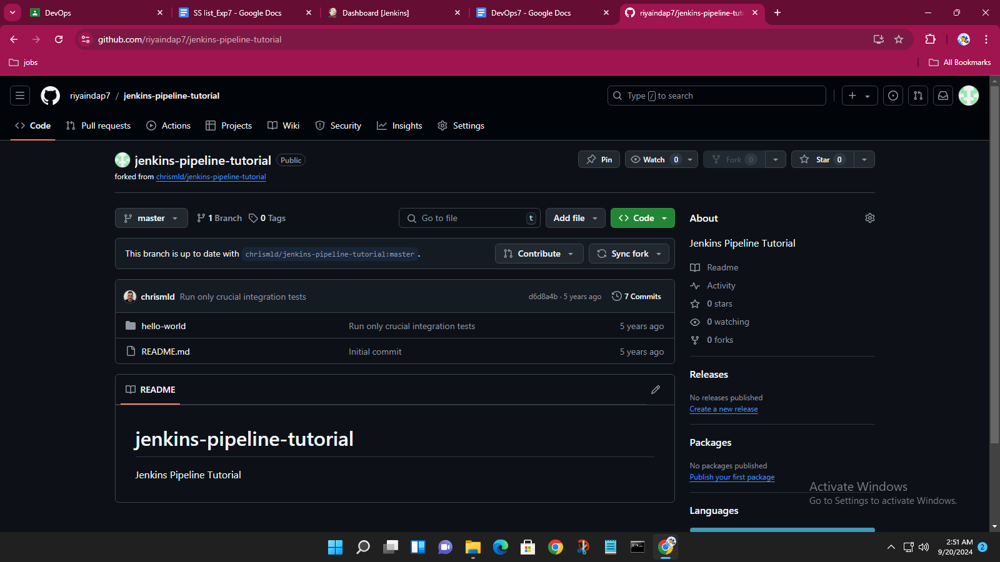 DevOps
SS list_Exp7 - Google Docs
Dashboard [Jenkins]
DevOps7 - Google Docs
riyaindap7/jenkins-pipeline-tuto
github.com/riyaindap7/jenkins-pipeline-tutorial
jobs
All Bookmarks
riyaindap7 / jenkins-pipeline-tutorial
Type / to search
Code
Pull requests
Actions
Projects
Wiki
Security
Insights
Settings
jenkins-pipeline-tutorial Public
Pin
Watch 0
Fork 0
Star 0
forked from chrismld/jenkins-pipeline-tutorial
master
1 Branch
0 Tags
Go to file t
Add file
Code
This branch is up to date with chrismld/jenkins-pipeline-tutorial:master.
Contribute
Sync fork
chrismld Run only crucial integration tests d6d8a4b · 5 years ago 7 Commits
hello-world Run only crucial integration tests 5 years ago
README.md Initial commit 5 years ago
README
jenkins-pipeline-tutorial
Jenkins Pipeline Tutorial
About
Jenkins Pipeline Tutorial
Readme
Activity
0 stars
0 watching
0 forks
Releases
No releases published
Create a new release
Packages
No packages published
Publish your first package
Languages
Activate Windows
Go to Settings to activate Windows.
2:51 AM
9/20/2024
2